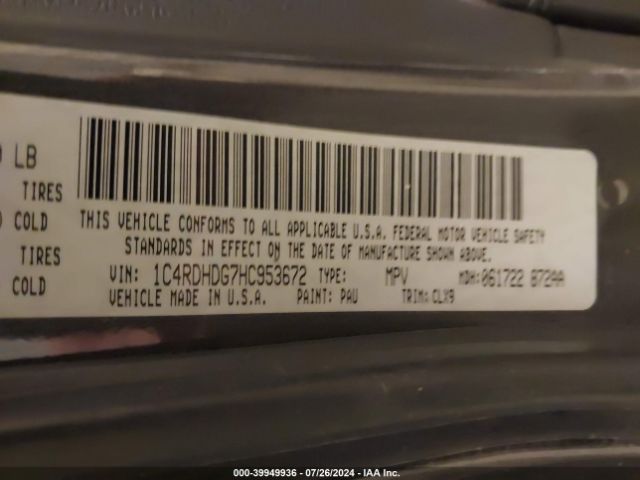 LB
TIRES
COLD
TIRES
COLD
THIS VEHICLE CONFORMS TO ALL APPLICABLE U.S.A. FEDERAL MOTOR VEHICLE SAFETY
STANDARDS IN EFFECT ON THE DATE OF MANUFACTURE SHOWN ABOVE.
VIN: 1C4RDHDG7HC953672 TYPE: MPV MDH: 061722 872AA
VEHICLE MADE IN U.S.A. PAINT: PAU TRIM: CLX9
000-39949936 - 07/26/2024 - IAA Inc.